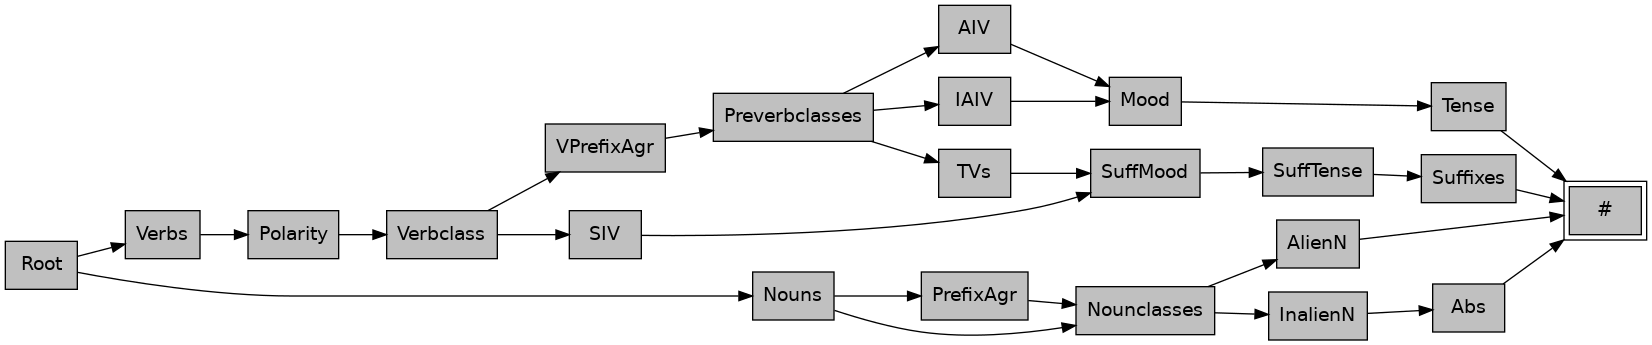 Root
Verbs
Polarity
Verbclass
VPrefixAgr
Preverbclasses
AIV
IAIV
TVs
SIV
Mood
Tense
SuffMood
SuffTense
Suffixes
Nouns
PrefixAgr
Nounclasses
AlienN
InalienN
Abs
#